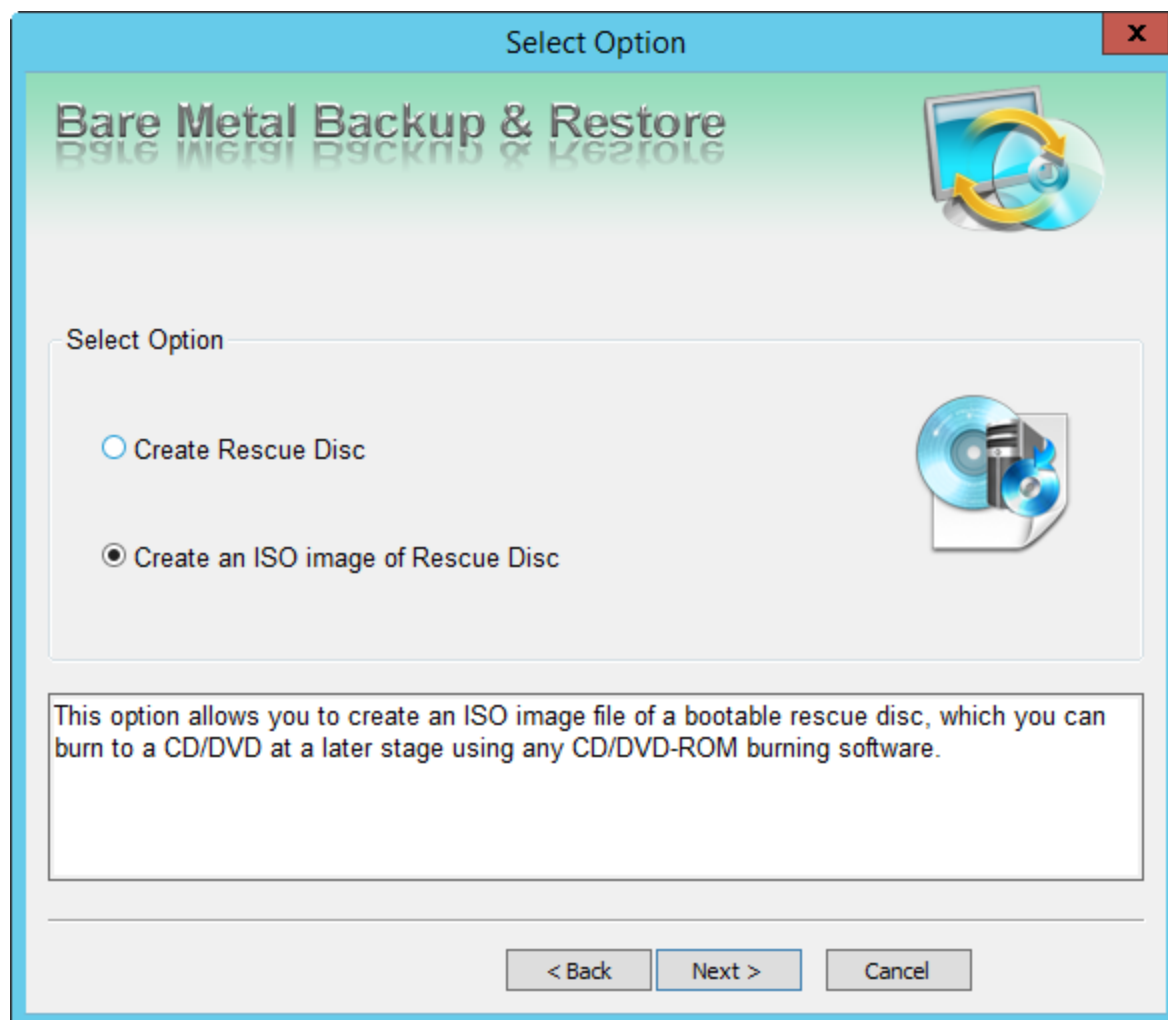 Select Option
x
Bare Metal Backup & Restore
Select Option
Create Rescue Disc
Create an ISO image of Rescue Disc
This option allows you to create an ISO image file of a bootable rescue disc, which you can
burn to a CD/DVD at a later stage using any CD/DVD-ROM burning software.
< Back Next > Cancel